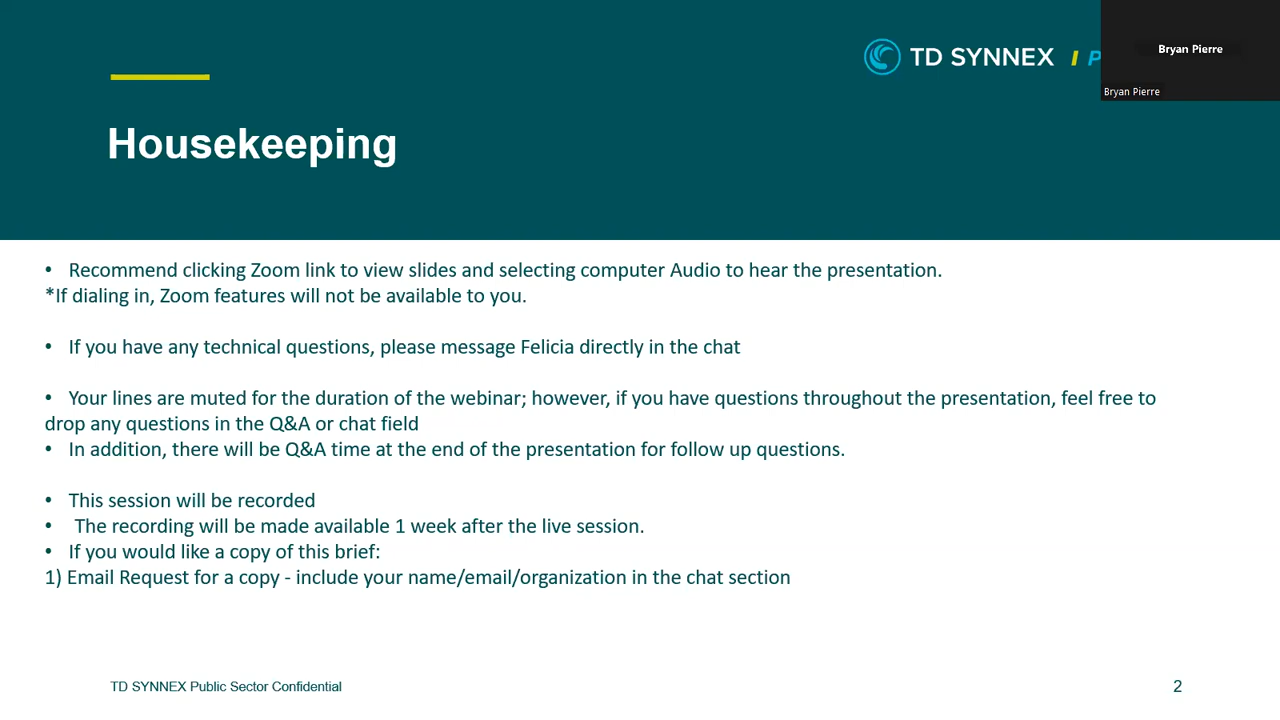 TD SYNNEX | P
Bryan Pierre
Bryan Pierre
Housekeeping
• Recommend clicking Zoom link to view slides and selecting computer Audio to hear the presentation.
*If dialing in, Zoom features will not be available to you.
• If you have any technical questions, please message Felicia directly in the chat
• Your lines are muted for the duration of the webinar; however, if you have questions throughout the presentation, feel free to
drop any questions in the Q&A or chat field
• In addition, there will be Q&A time at the end of the presentation for follow up questions.
• This session will be recorded
• The recording will be made available 1 week after the live session.
• If you would like a copy of this brief:
1) Email Request for a copy - include your name/email/organization in the chat section
TD SYNNEX Public Sector Confidential
2